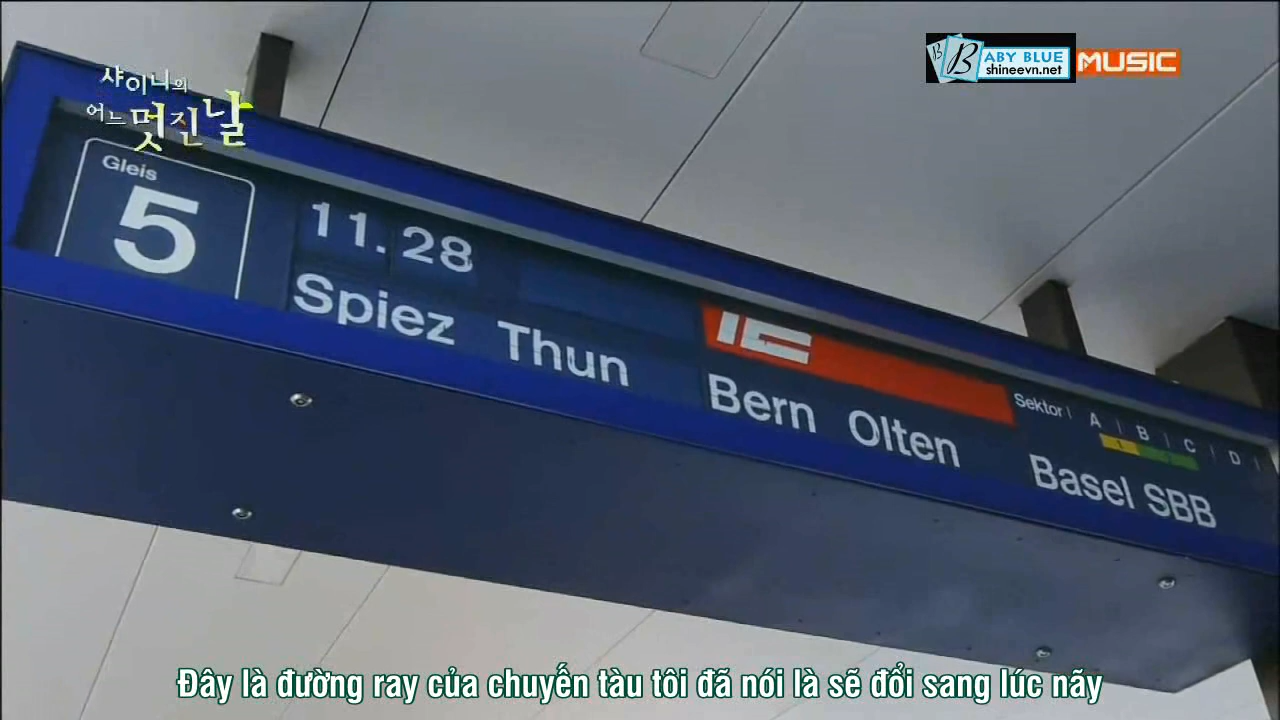 샤이니의
어느 멋진 날
BABY BLUE
shineevn.net
MUSIC
Gleis
5
11.28
IC
Spiez Thun Bern Olten Basel SBB
Sektor A B C D
Đây là đường ray của chuyến tàu tôi đã nói là sẽ đổi sang lúc nãy